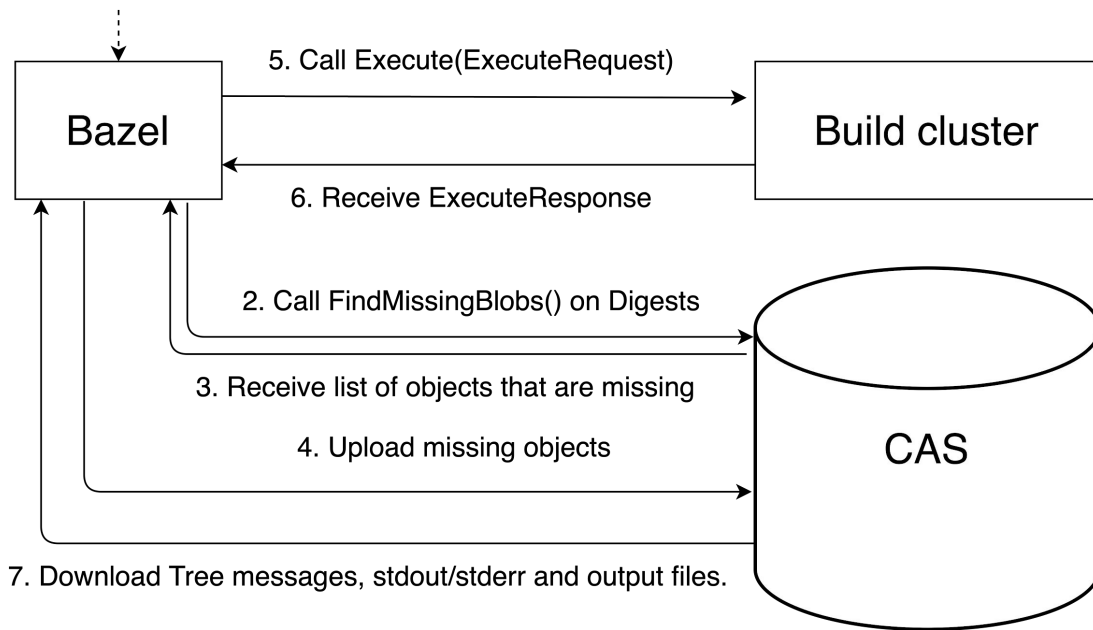 5. Call Execute(ExecuteRequest)
Bazel
Build cluster
6. Receive ExecuteResponse
2. Call FindMissingBlobs() on Digests
3. Receive list of objects that are missing
4. Upload missing objects
CAS
7. Download Tree messages, stdout/stderr and output files.